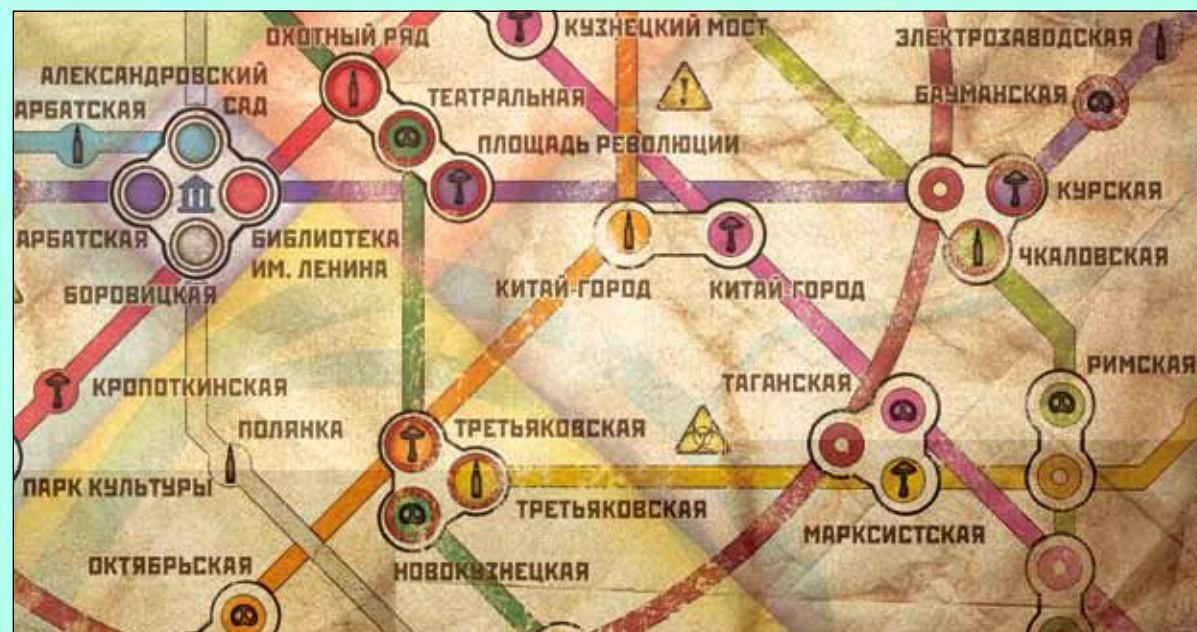 КУЗНЕЦКИЙ МОСТ
ОХОТНЫЙ РЯД
ЭЛЕКТРОЗАВОДСКАЯ
АЛЕКСАНДРОВСКИЙ
САД
АРБАТСКАЯ
ТЕАТРАЛЬНАЯ
БАУМАНСКАЯ
ПЛОЩАДЬ РЕВОЛЮЦИИ
КУРСКАЯ
АРБАТСКАЯ
БИБЛИОТЕКА
ИМ. ЛЕНИНА
ЧКАЛОВСКАЯ
БОРОВИЦКАЯ
КИТАЙ-ГОРОД
КИТАЙ-ГОРОД
РИМСКАЯ
КРОПОТКИНСКАЯ
ТАГАНСКАЯ
ПОЛЯНКА
ТРЕТЬЯКОВСКАЯ
ПАРК КУЛЬТУРЫ
ТРЕТЬЯКОВСКАЯ
МАРКСИСТСКАЯ
ОКТЯБРЬСКАЯ
НОВОКУЗНЕЦКАЯ